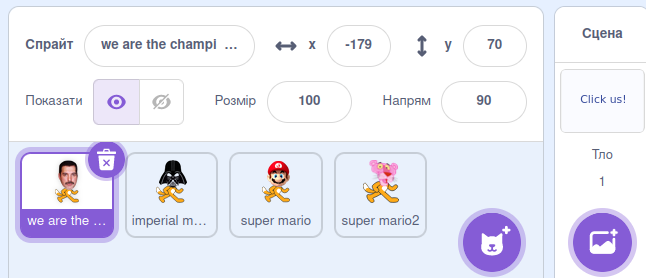 Спрайт we are the champi ... x -179 y 70
Показати Розмір 100 Напрям 90
we are the ... imperial m... super mario super mario2
Сцена
Click us!
Тло
1